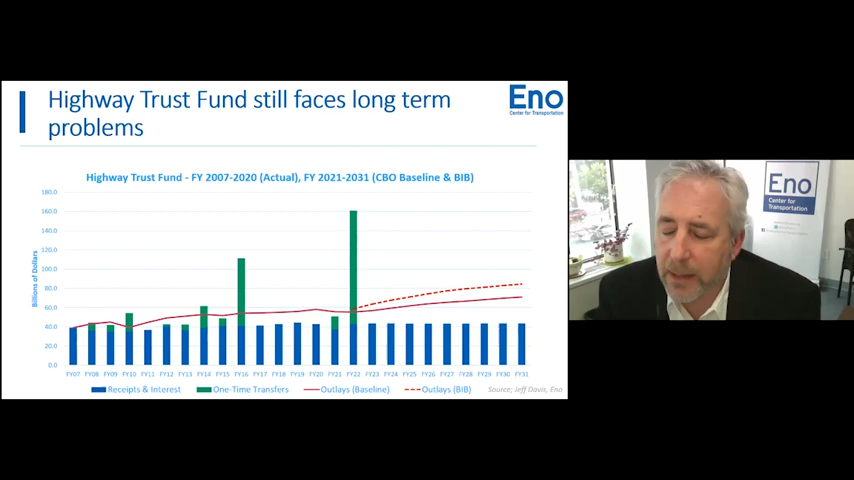 Highway Trust Fund still faces long term
problems
Eno
Center for Transportation
Highway Trust Fund - FY 2007-2020 (Actual), FY 2021-2031 (CBO Baseline & BIB)
Billions of Dollars
180.0
160.0
140.0
120.0
100.0
80.0
60.0
40.0
20.0
0.0
FY07 FY08 FY09 FY10 FY11 FY12 FY13 FY14 FY15 FY16 FY17 FY18 FY19 FY20 FY21 FY22 FY23 FY24 FY25 FY26 FY27 FY28 FY29 FY30 FY31
Receipts & Interest One-Time Transfers Outlays (Baseline) Outlays (BIB)
Source; Jeff Davis, Eno
Eno
Center for
Transportation